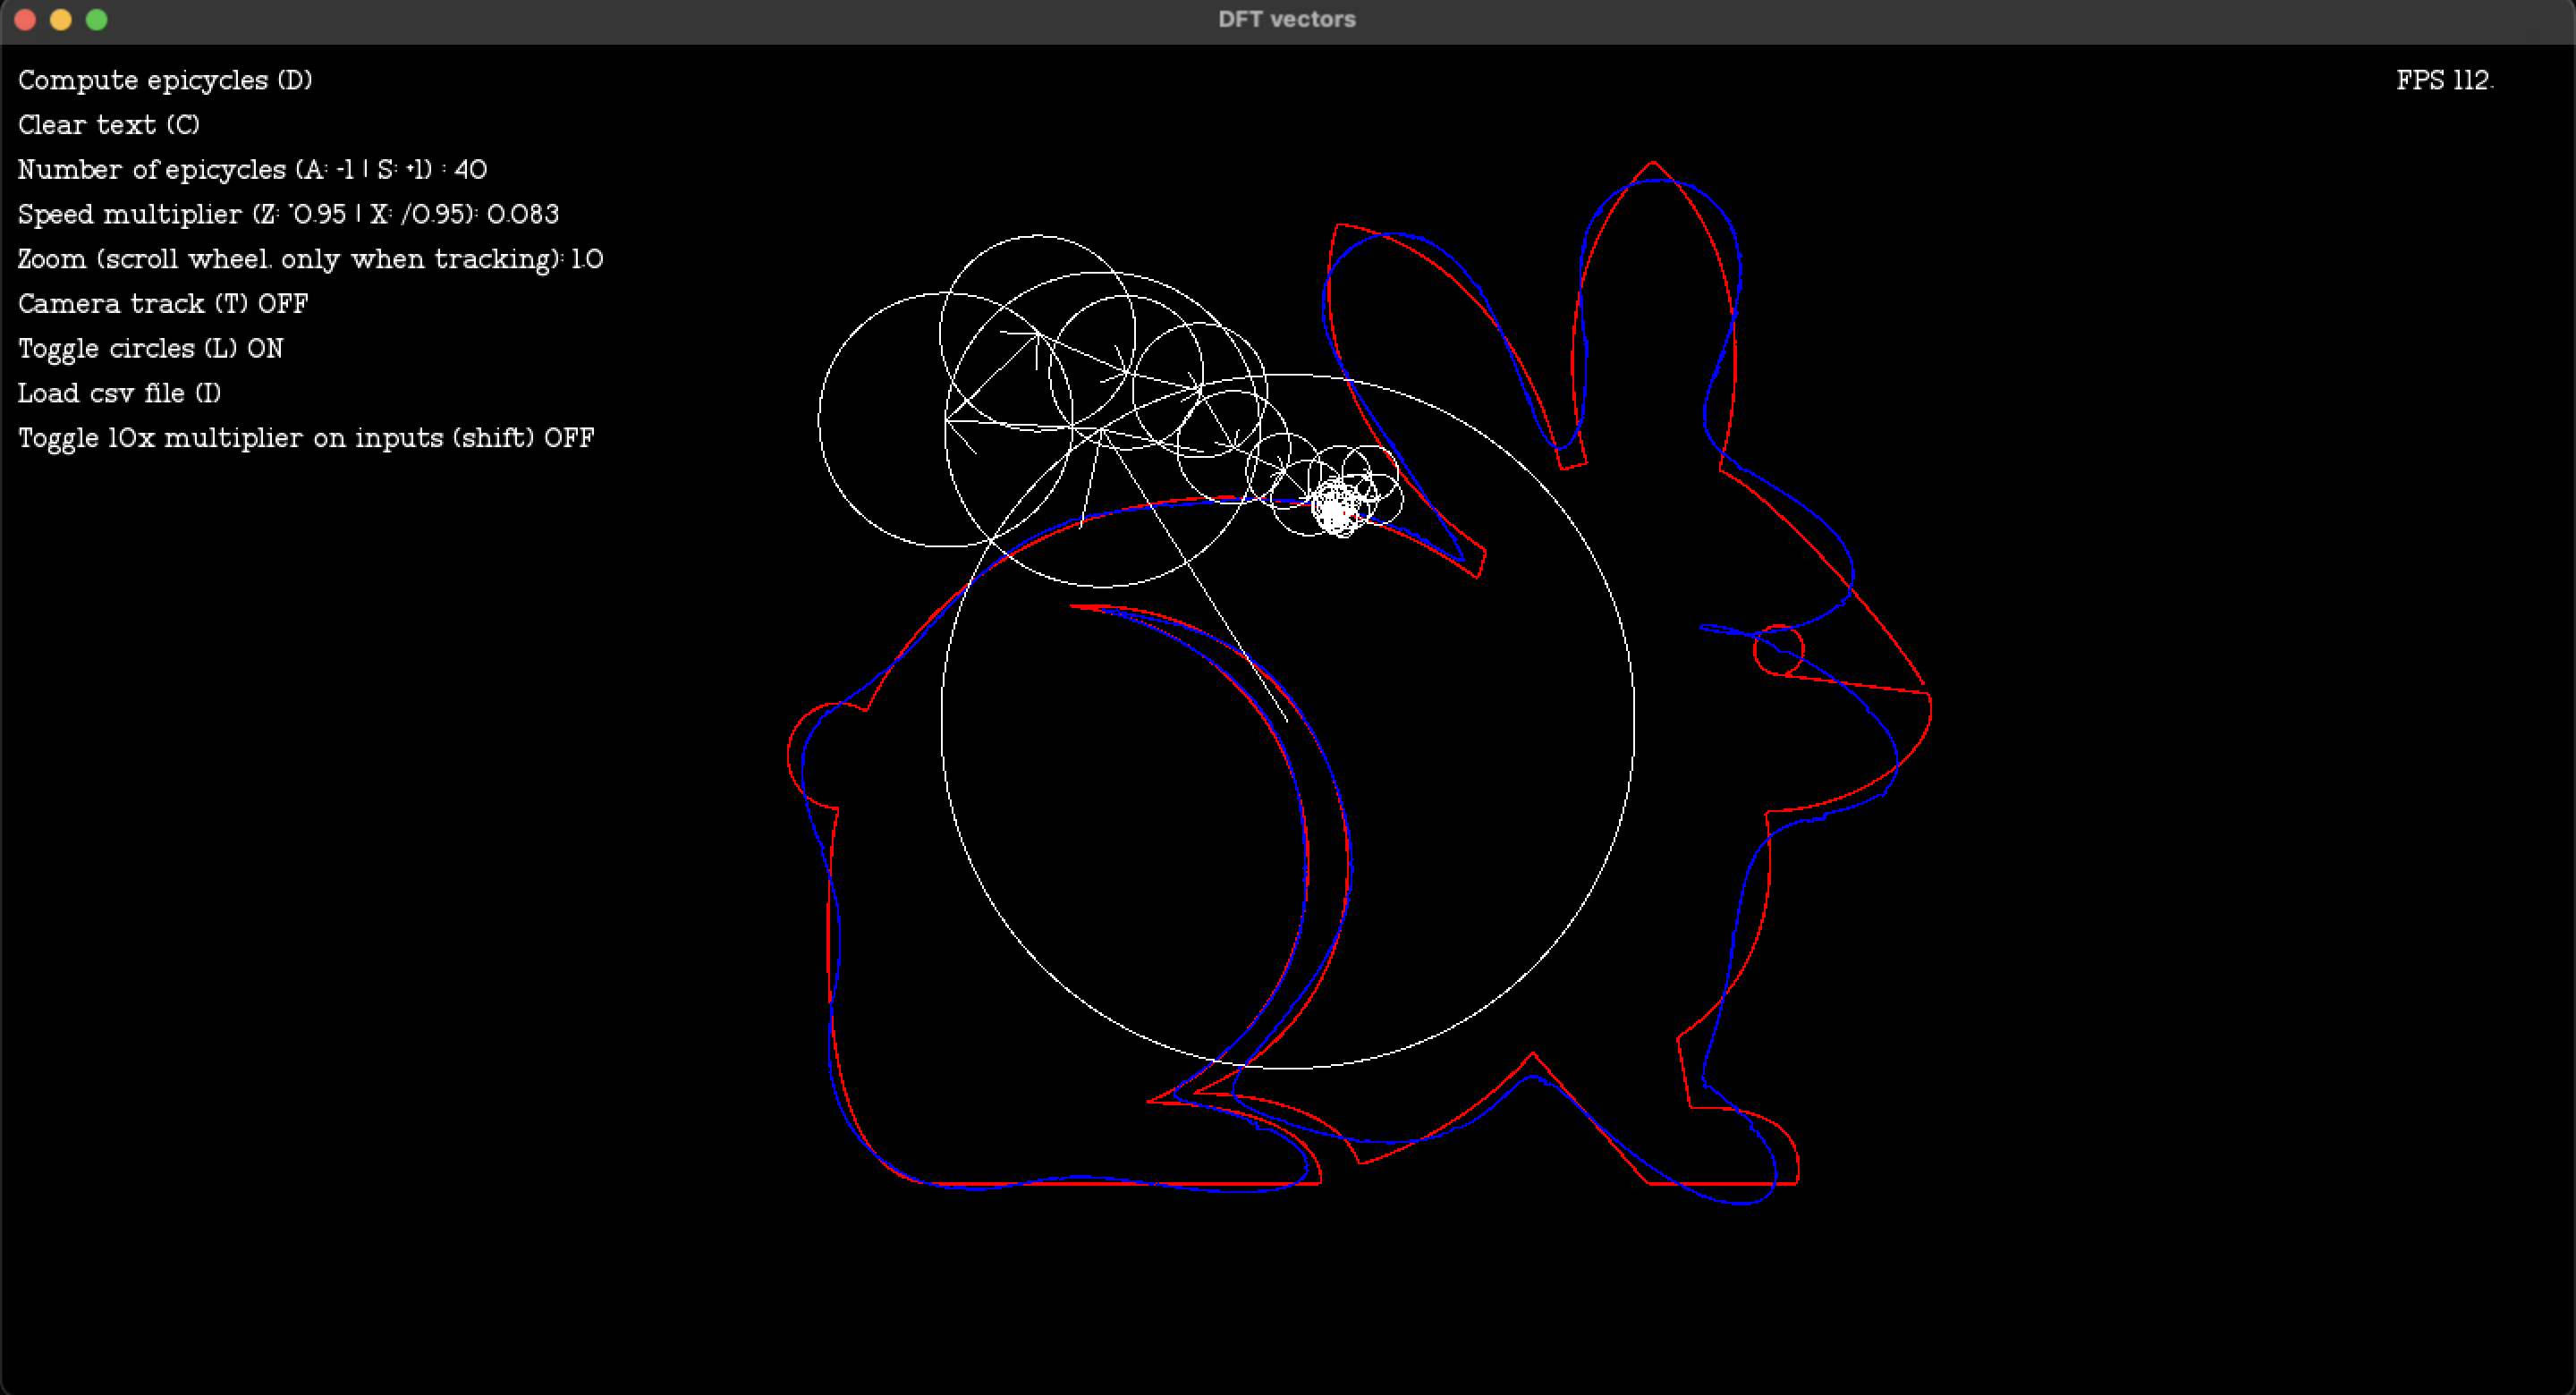 DFT vectors
Compute epicycles (D)
FPS 112.
Clear text (C)
Number of epicycles (A: -1 | S: +1) : 40
Speed multiplier (Z: *0.95 | X: /0.95): 0.083
Zoom (scroll wheel, only when tracking): 1.0
Camera track (T) OFF
Toggle circles (L) ON
Load csv file (I)
Toggle 10x multiplier on inputs (shift) OFF